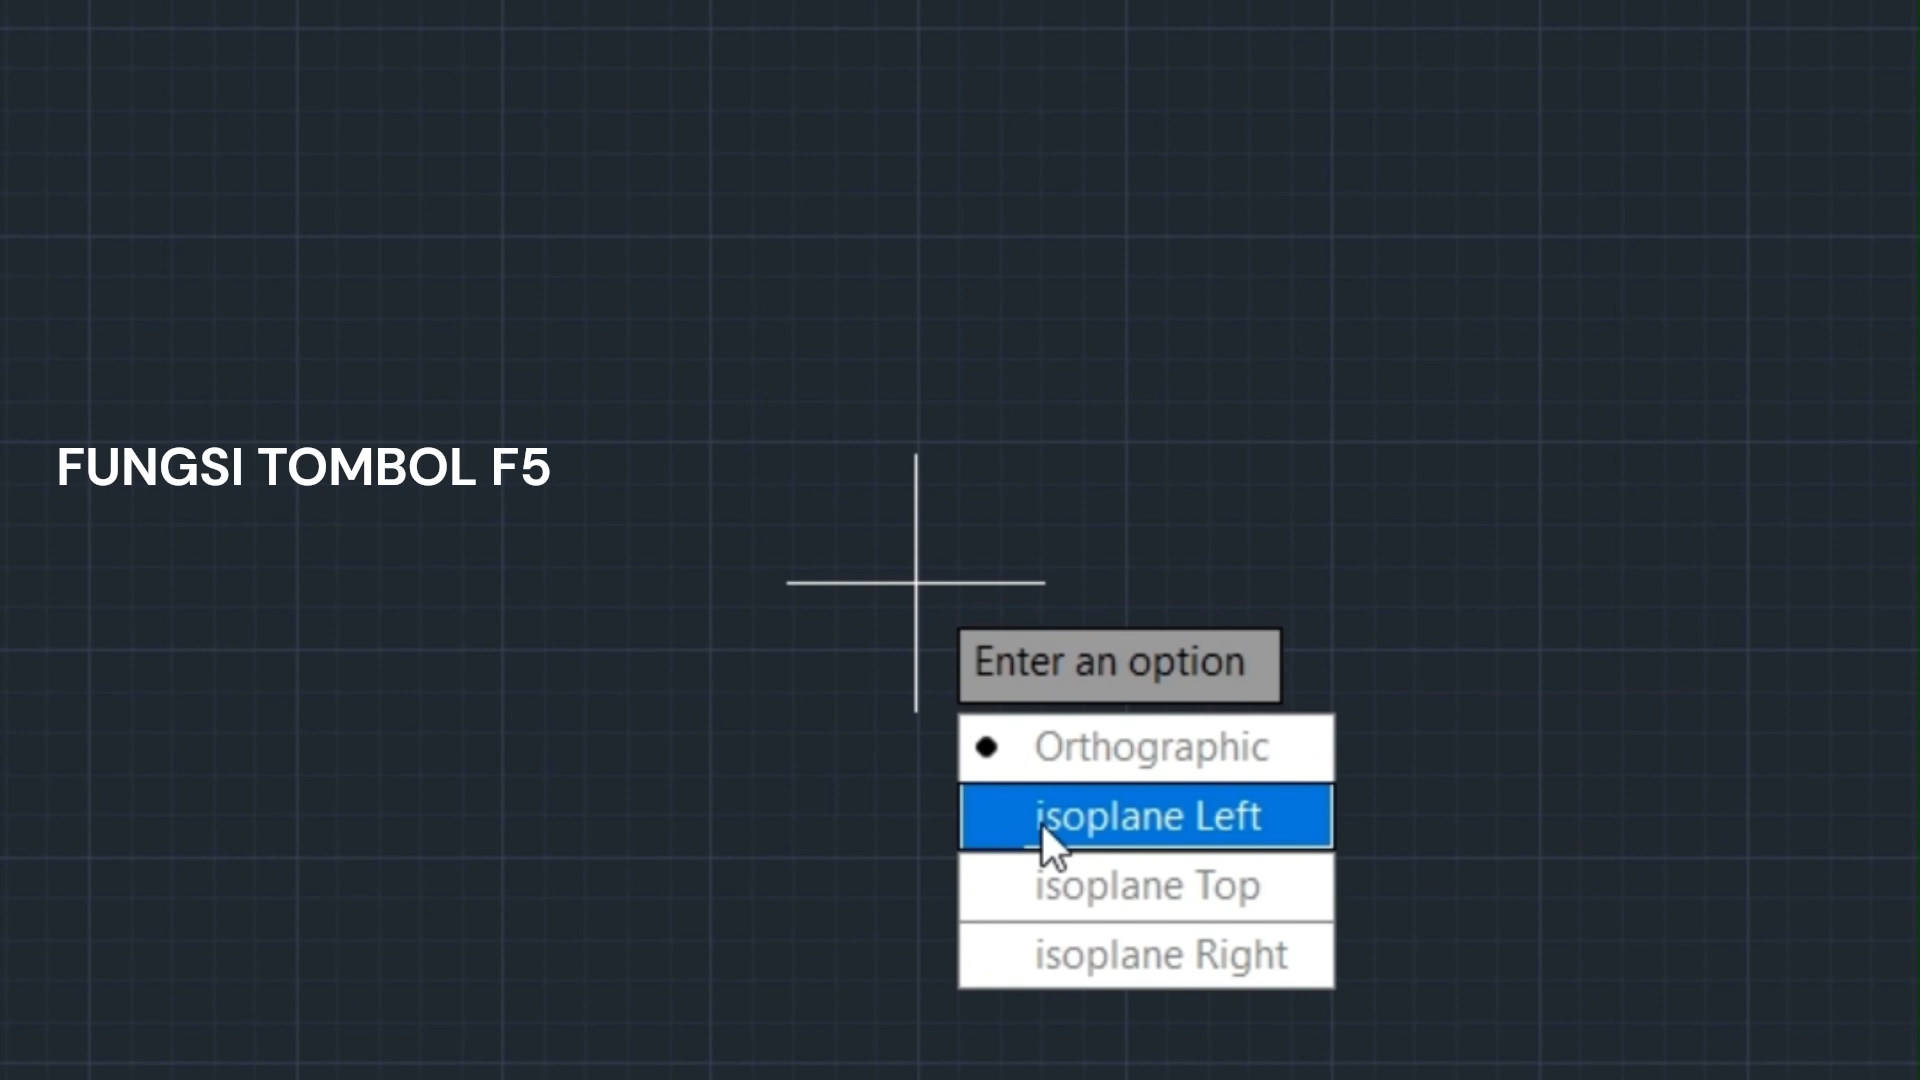 FUNGSI TOMBOL F5
Enter an option
Orthographic
isoplane Left
isoplane Top
isoplane Right